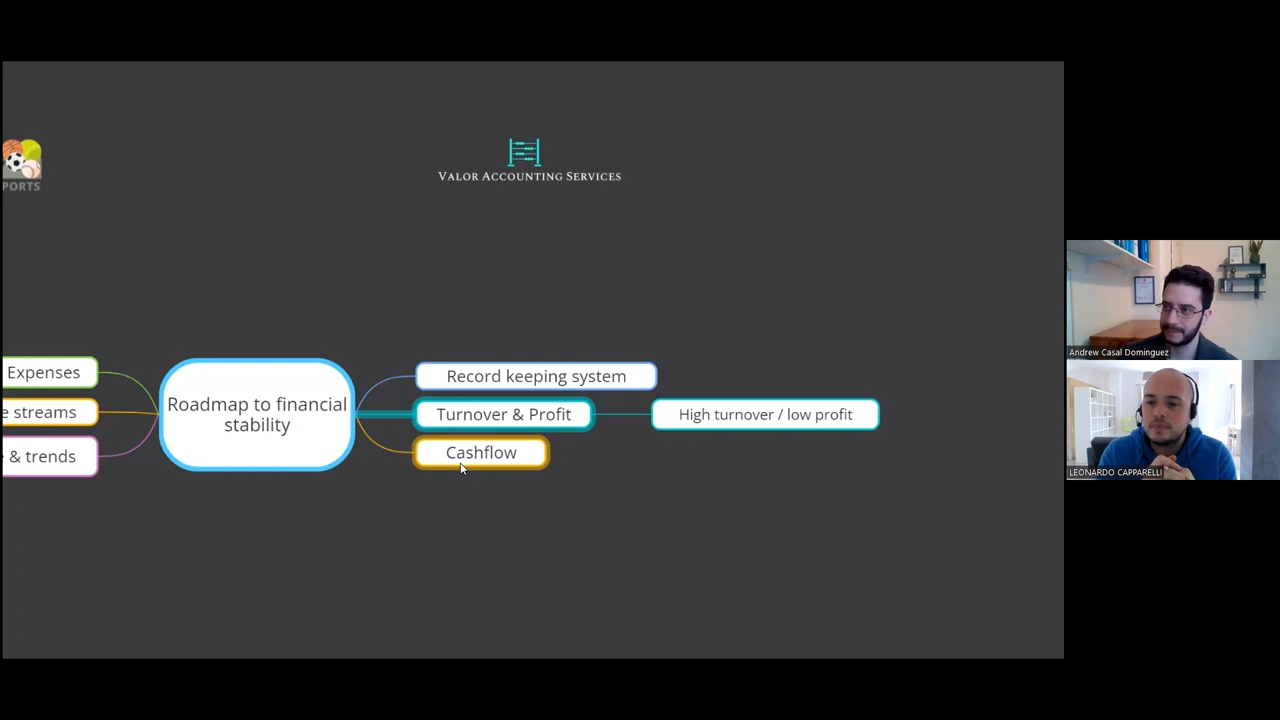 PORTS
VALOR ACCOUNTING SERVICES
Expenses
e streams
& trends
Roadmap to financial
stability
Record keeping system
Turnover & Profit
High turnover / low profit
Cashflow
Andrew Casal Dominguez
LEONARDO CAPPARELLI